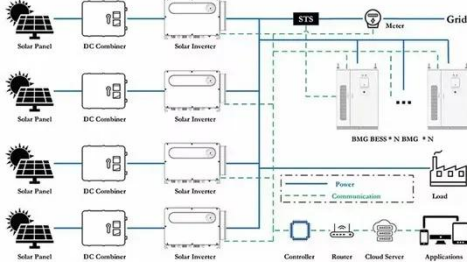 STS
Meter
Grid
Solar Panel
DC Combiner
Solar Inverter
Solar Panel
DC Combiner
Solar Inverter
BMG BESS * N BMG * N
Solar Panel
DC Combiner
Solar Inverter
Power
Communication
Load
Solar Panel
DC Combiner
Solar Inverter
Controller
Router
Cloud Server
Applications